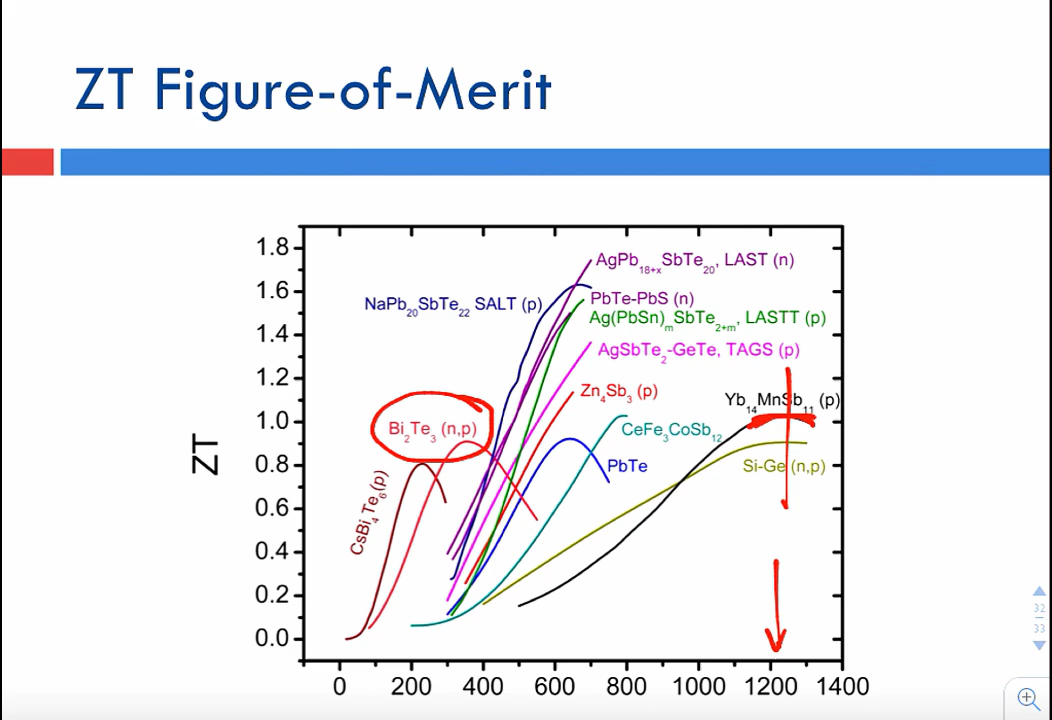 ZT Figure-of-Merit
ZT
1.8
1.6
1.4
1.2
1.0
0.8
0.6
0.4
0.2
0.0
AgPb18+xSbTe20, LAST (n)
NaPb20SbTe22 SALT (p)
PbTe-PbS (n)
Ag(PbSn)mSbTe2+m, LASTT (p)
AgSbTe2-GeTe, TAGS (p)
Zn4Sb3 (p)
Yb14MnSb11 (p)
Bi2Te3 (n,p)
CeFe3CoSb12
PbTe
Si-Ge (n,p)
CsBi4Te6(p)
0 200 400 600 800 1000 1200 1400
32
33